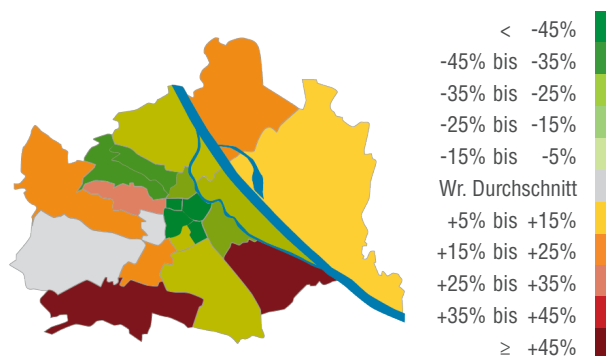 < -45%
-45% bis -35%
-35% bis -25%
-25% bis -15%
-15% bis -5%
Wr. Durchschnitt
+5% bis +15%
+15% bis +25%
+25% bis +35%
+35% bis +45%
≥ +45%